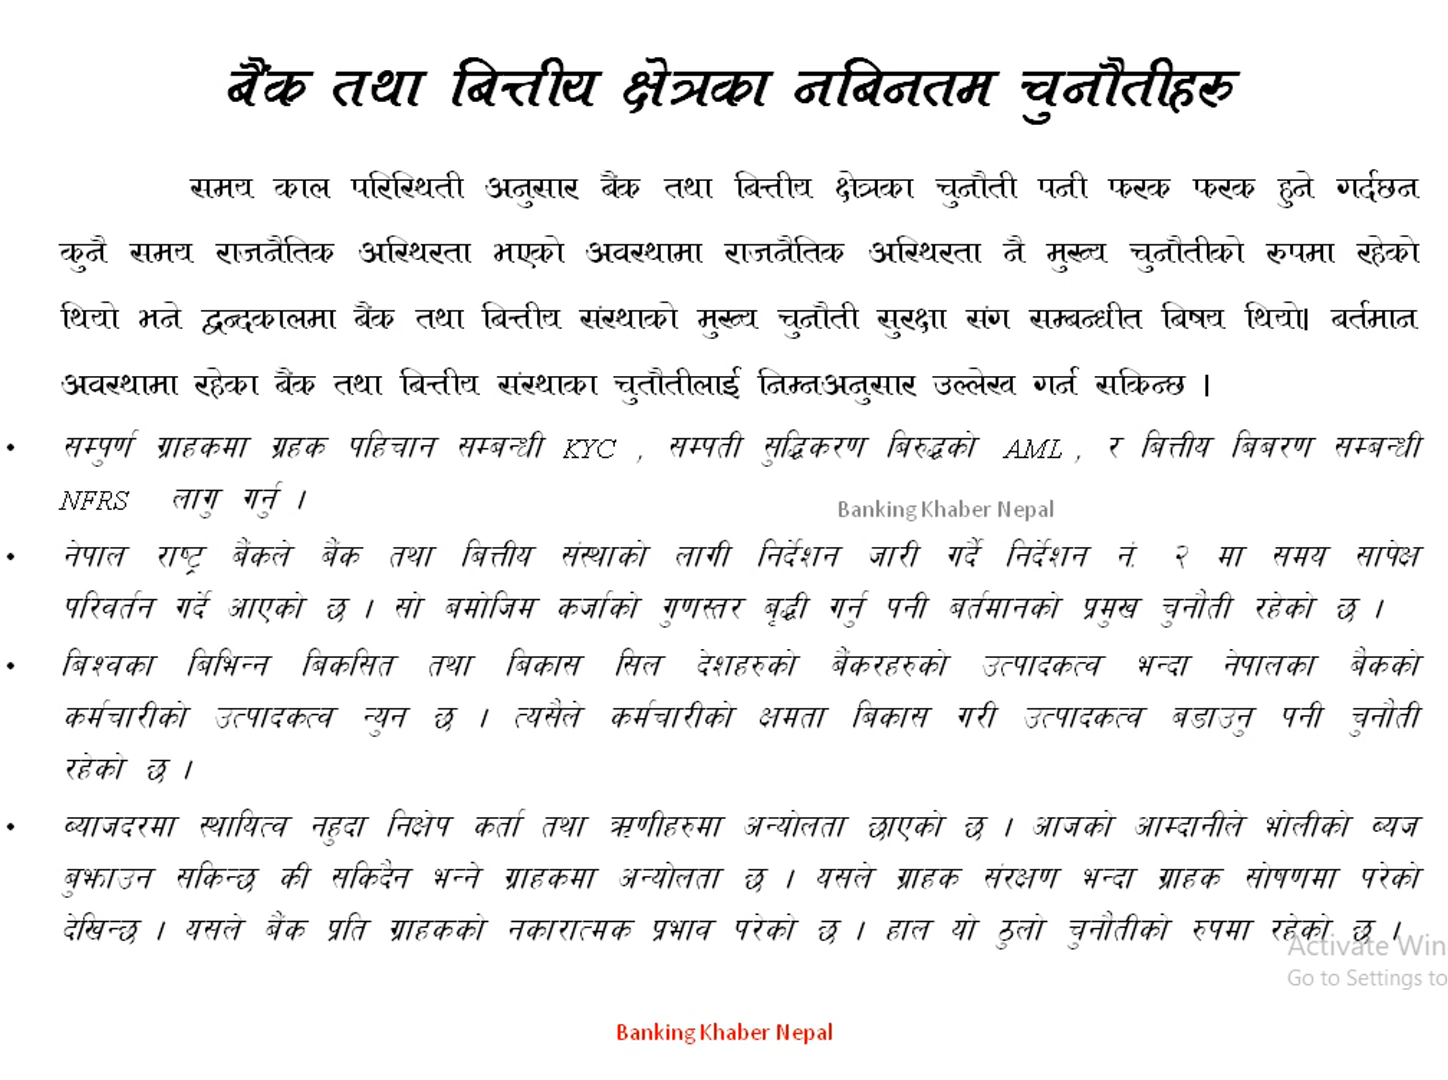 बैंक तथा बित्तीय क्षेत्रका नबिनतम चुनौतीहरु
समय काल परिस्थिती अनुसार बैंक तथा बित्तीय क्षेत्रका चुनौती पनी फरक फरक हुने गर्दछन
कुनै समय राजनैतिक अस्थिरता भएको अवस्थामा राजनैतिक अस्थिरता नै मुख्य चुनौतीको रुपमा रहेको
थियो भने द्वन्दकालमा बैंक तथा बित्तीय संस्थाको मुख्य चुनौती सुरक्षा संग सम्बन्धीत बिषय थियो। बर्तमान
अवस्थामा रहेका बैंक तथा बित्तीय संस्थाका चुतौतीलाई निम्नअनुसार उल्लेख गर्न सकिन्छ ।
• सम्पुर्ण ग्राहकमा ग्रहक पहिचान सम्बन्धी KYC , सम्पती सुद्धिकरण बिरुद्धको AML , र बित्तीय बिबरण सम्बन्धी
NFRS लागु गर्नु ।
Banking Khaber Nepal
• नेपाल राष्ट्र बैंकले बैंक तथा बित्तीय संस्थाको लागी निर्देशन जारी गर्दै निर्देशन नं. २ मा समय सापेक्ष
परिवर्तन गर्दे आएको छ । सो बमोजिम कर्जाको गुणस्तर बृद्धी गर्नु पनी बर्तमानको प्रमुख चुनौती रहेको छ ।
• बिश्वका बिभिन्न बिकसित तथा बिकास सिल देशहरुको बैंकरहरुको उत्पादकत्व भन्दा नेपालका बैकको
कर्मचारीको उत्पादकत्व न्युन छ । त्यसैले कर्मचारीको क्षमता बिकास गरी उत्पादकत्व बडाउनु पनी चुनौती
रहेको छ ।
• ब्याजदरमा स्थायित्व नहुदा निक्षेप कर्ता तथा ऋणीहरुमा अन्योलता छाएको छ । आजको आम्दानीले भोलीको ब्यज
बुझाउन सकिन्छ की सकिदैन भन्ने ग्राहकमा अन्योलता छ । यसले ग्राहक संरक्षण भन्दा ग्राहक सोषणमा परेको
देखिन्छ । यसले बैंक प्रति ग्राहकको नकारात्मक प्रभाव परेको छ । हाल यो ठुलो चुनौतीको रुपमा रहेको छ ।
Activate Win
Go to Settings to
Banking Khaber Nepal